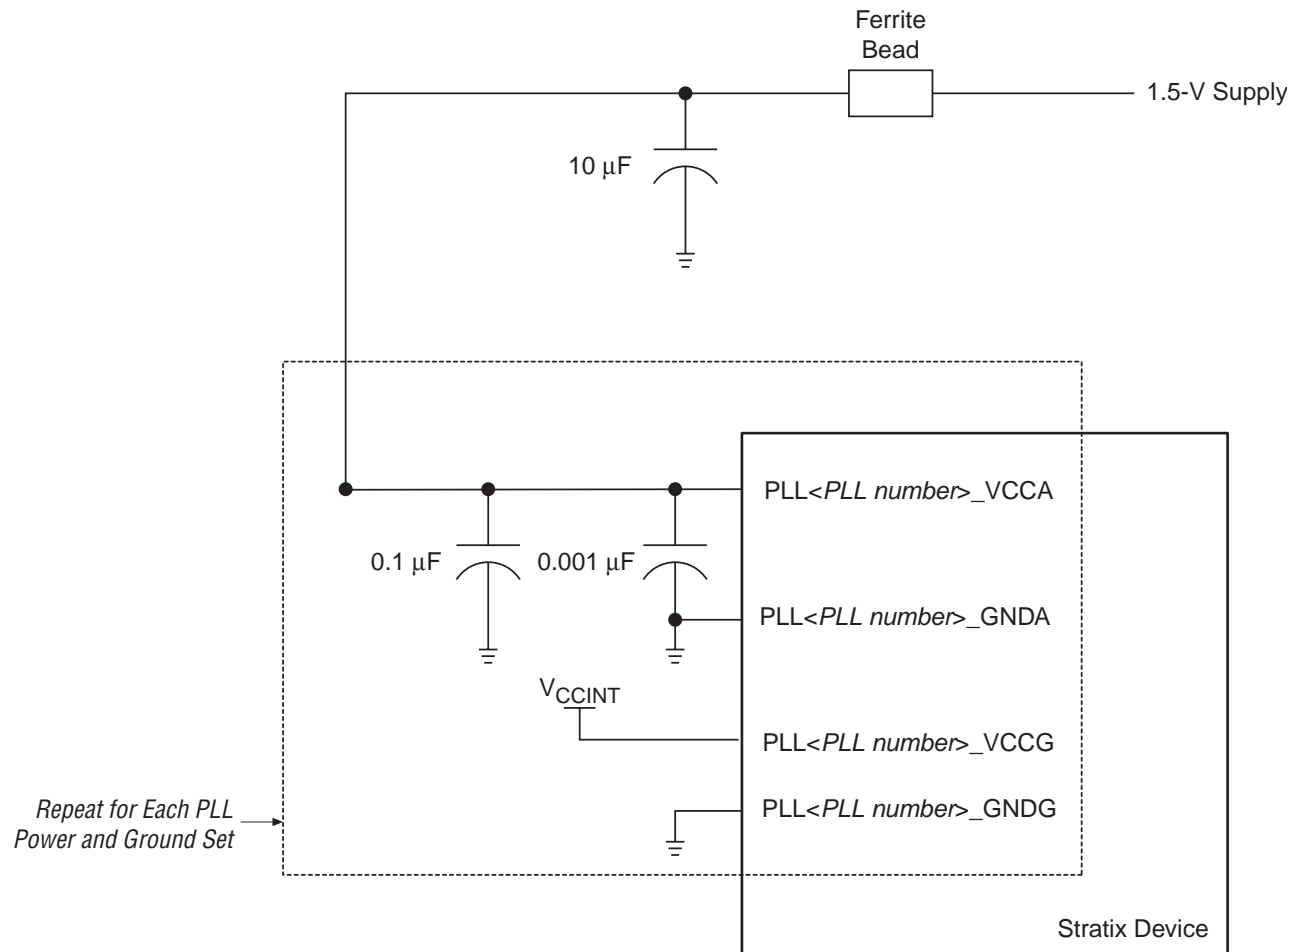 Ferrite
Bead
1.5-V Supply
10 μF
PLL<PLL number>_VCCA
0.1 μF
0.001 μF
PLL<PLL number>_GNDA
VCCINT
PLL<PLL number>_VCCG
PLL<PLL number>_GNDG
Repeat for Each PLL
Power and Ground Set
Stratix Device